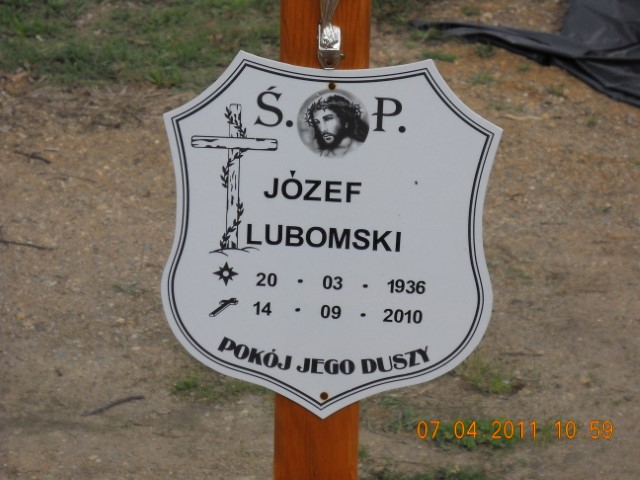 Ś. P.
JÓZEF
LUBOMSKI
20 · 03 · 1936
14 · 09 · 2010
POKÓJ JEGO DUSZY
07.04.2011 10:59